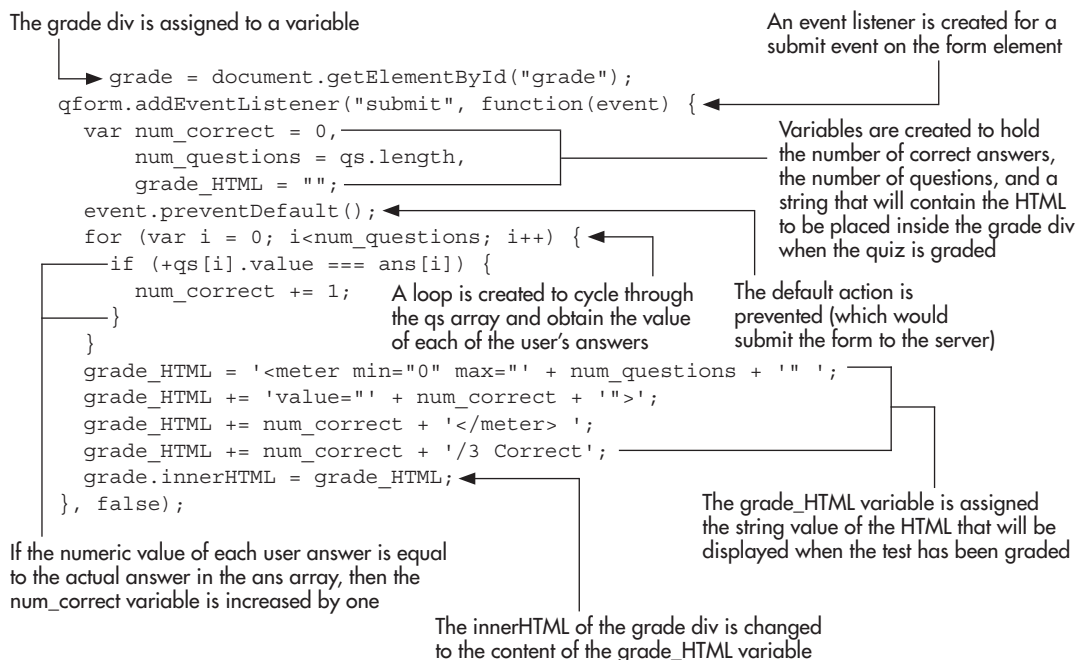 The grade div is assigned to a variable
An event listener is created for a
submit event on the form element
grade = document.getElementById("grade");
qform.addEventListener("submit", function(event) {
var num_correct = 0,
num_questions = qs.length,
grade_HTML = "";
Variables are created to hold
the number of correct answers,
the number of questions, and a
string that will contain the HTML
to be placed inside the grade div
when the quiz is graded
event.preventDefault();
for (var i = 0; i<num_questions; i++) {
if (+qs[i].value === ans[i]) {
num_correct += 1;
}
}
A loop is created to cycle through
the qs array and obtain the value
of each of the user's answers
The default action is
prevented (which would
submit the form to the server)
grade_HTML = '<meter min="0" max="' + num_questions + '" ';
grade_HTML += 'value="' + num_correct + '">';
grade_HTML += num_correct + '</meter> ';
grade_HTML += num_correct + '/3 Correct';
grade.innerHTML = grade_HTML;
}, false);
The grade_HTML variable is assigned
the string value of the HTML that will be
displayed when the test has been graded
If the numeric value of each user answer is equal
to the actual answer in the ans array, then the
num_correct variable is increased by one
The innerHTML of the grade div is changed
to the content of the grade_HTML variable